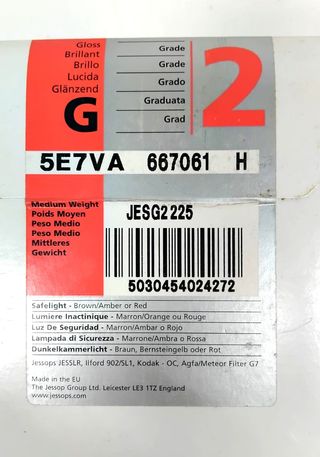 Gloss
Brillant
Brillo
Lucida
Glänzend
G
Grade
Grade
Grado
Graduata
Grad
2
5E7VA 667061 H
Medium Weight
Poids Moyen
Peso Medio
Peso Medio
Mittleres
Gewicht
JESG2 225
5030454024272
Safelight - Brown/Amber or Red
Lumiere Inactinique - Marron/Orange ou Rouge
Luz De Seguridad - Marron/Ambar o Rojo
Lampada di Sicurezza - Marrone/Ambra o Rossa
Dunkelkammerlicht - Braun, Bernsteingelb oder Rot
Jessops JESSLR, Ilford 902/SL1, Kodak - OC, Agfa/Meteor Filter G7
Made in the EU
The Jessop Group Ltd. Leicester LE3 1TZ England
www.jessops.com